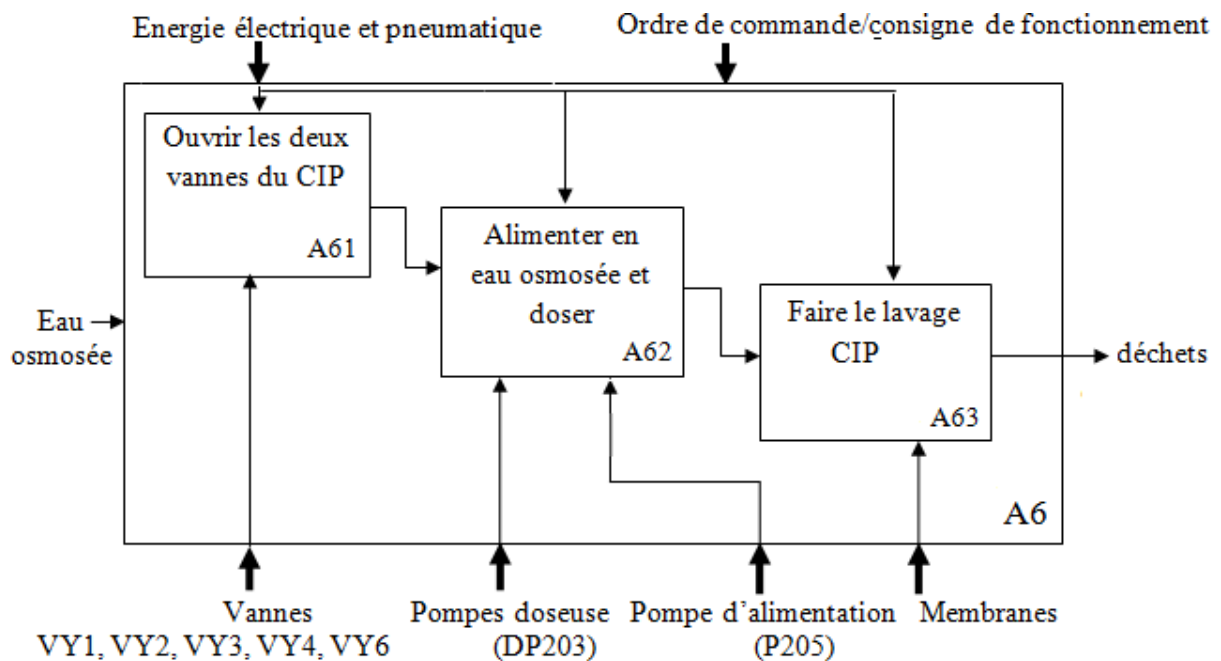 Energie électrique et pneumatique
Ordre de commande/consigne de fonctionnement
Ouvrir les deux
vannes du CIP
A61
Alimenter en
eau osmosée et
doser
A62
Faire le lavage
CIP
A63
Eau
osmosée
déchets
A6
Vannes
VY1, VY2, VY3, VY4, VY6
Pompes doseuse
(DP203)
Pompe d’alimentation
(P205)
Membranes